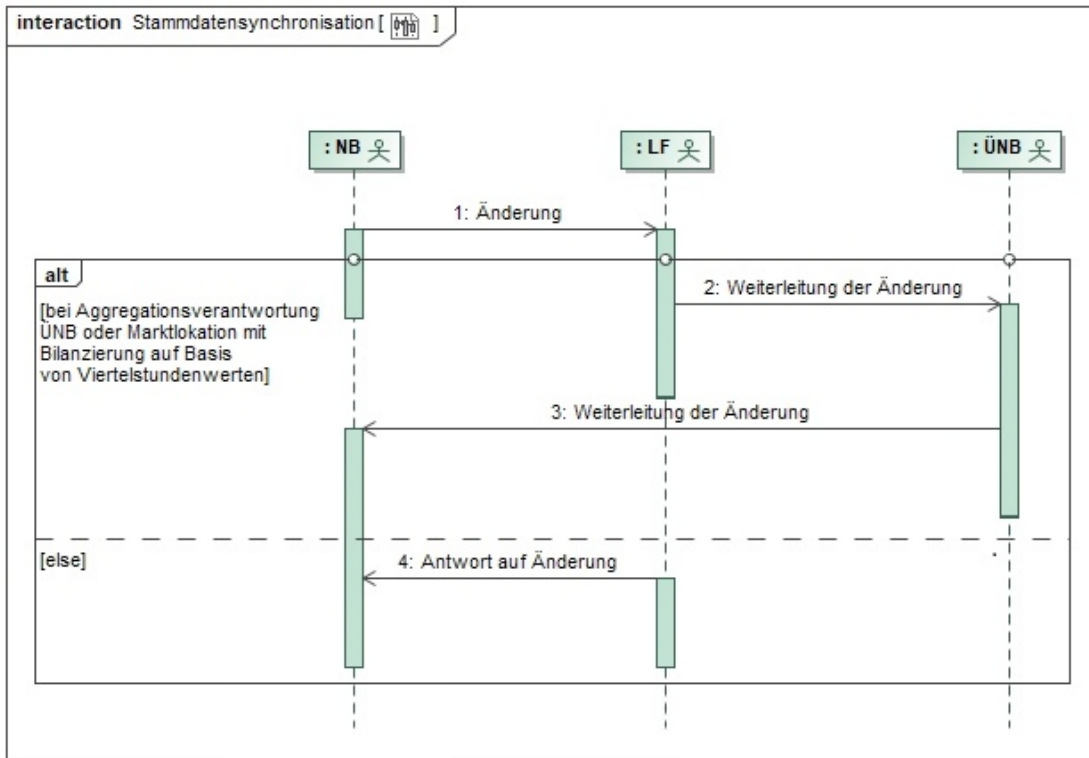 interaction Stammdatensynchronisation [ ]
: NB
: LF
: ÜNB
1: Änderung
alt
[bei Aggregationsverantwortung
ÜNB oder Marktlokation mit
Bilanzierung auf Basis
von Viertelstundenwerten]
2: Weiterleitung der Änderung
3: Weiterleitung der Änderung
[else]
4: Antwort auf Änderung